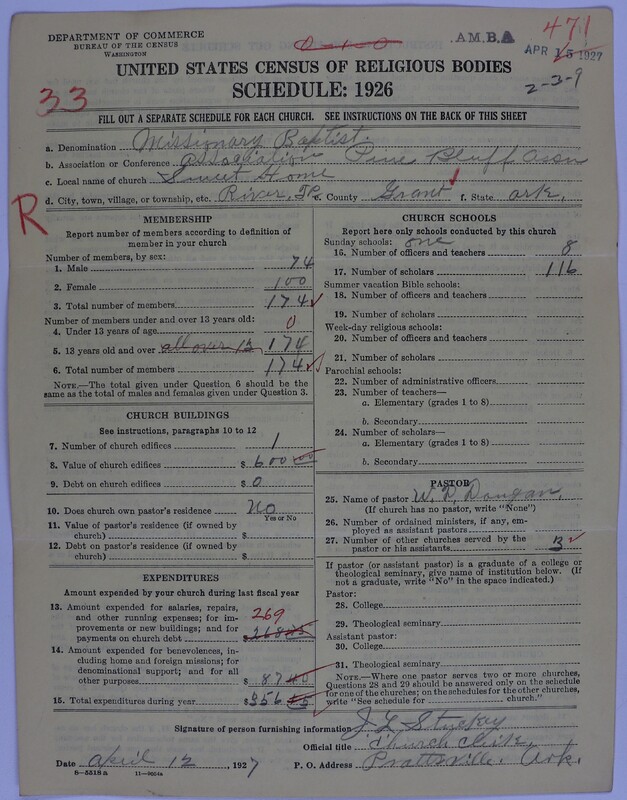 DEPARTMENT OF COMMERCE
BUREAU OF THE CENSUS
WASHINGTON
0-1-0
A.M.B.A
471
APR 15 1927
2-3-9
UNITED STATES CENSUS OF RELIGIOUS BODIES
SCHEDULE: 1926
33
FILL OUT A SEPARATE SCHEDULE FOR EACH CHURCH. SEE INSTRUCTIONS ON THE BACK OF THIS SHEET
a. Denomination Missionary Baptist.
b. Association or Conference Association Pine Bluff Assn
c. Local name of church Sweet Home
d. City, town, village, or township, etc. River, TP e. County Grant f. State Ark.
R
MEMBERSHIP
Report number of members according to definition of member in your church
Number of members, by sex:
1. Male 74
2. Female 100
3. Total number of members 174
Number of members under and over 13 years old:
4. Under 13 years of age 0
5. 13 years old and over all over 13 174
6. Total number of members 174
NOTE.—The total given under Question 6 should be the same as the total of males and females given under Question 3.
CHURCH BUILDINGS
See instructions, paragraphs 10 to 12
7. Number of church edifices 1
8. Value of church edifices $ 600 00
9. Debt on church edifices $ 0
10. Does church own pastor's residence No
Yes or No
11. Value of pastor's residence (if owned by church) $
12. Debt on pastor's residence (if owned by church) $
EXPENDITURES
Amount expended by your church during last fiscal year
13. Amount expended for salaries, repairs, and other running expenses; for improvements or new buildings; and for payments on church debt $ 268
269
14. Amount expended for benevolences, including home and foreign missions; for denominational support; and for all other purposes $ 87
15. Total expenditures during year $ 356
CHURCH SCHOOLS
Report here only schools conducted by this church
Sunday schools: one
16. Number of officers and teachers 8
17. Number of scholars 116
Summer vacation Bible schools:
18. Number of officers and teachers
19. Number of scholars
Week-day religious schools:
20. Number of officers and teachers
21. Number of scholars
Parochial schools:
22. Number of administrative officers
23. Number of teachers—
a. Elementary (grades 1 to 8)
b. Secondary
24. Number of scholars—
a. Elementary (grades 1 to 8)
b. Secondary
PASTOR
25. Name of pastor W.
(If church has no pastor, write "None")
26. Number of ordained ministers, if any, employed as assistant pastors
27. Number of other churches served by the pastor or his assistants 3
If pastor (or assistant pastor) is a graduate of a college or theological seminary, give name of institution below. (If not a graduate, write "No" in the space indicated.)
Pastor:
28. College
29. Theological seminary
Assistant pastor:
30. College
31. Theological seminary
NOTE.—Where one pastor serves two or more churches, Questions 28 and 29 should be answered only on the schedule for one of the churches; on the schedules for the other churches, write "See schedule for church."
Signature of person furnishing information J. L.
Official title Church Clerk,
Date April 12, 1927 P. O. Address Prattsville, Ark.
8—5318 a 11—9604a